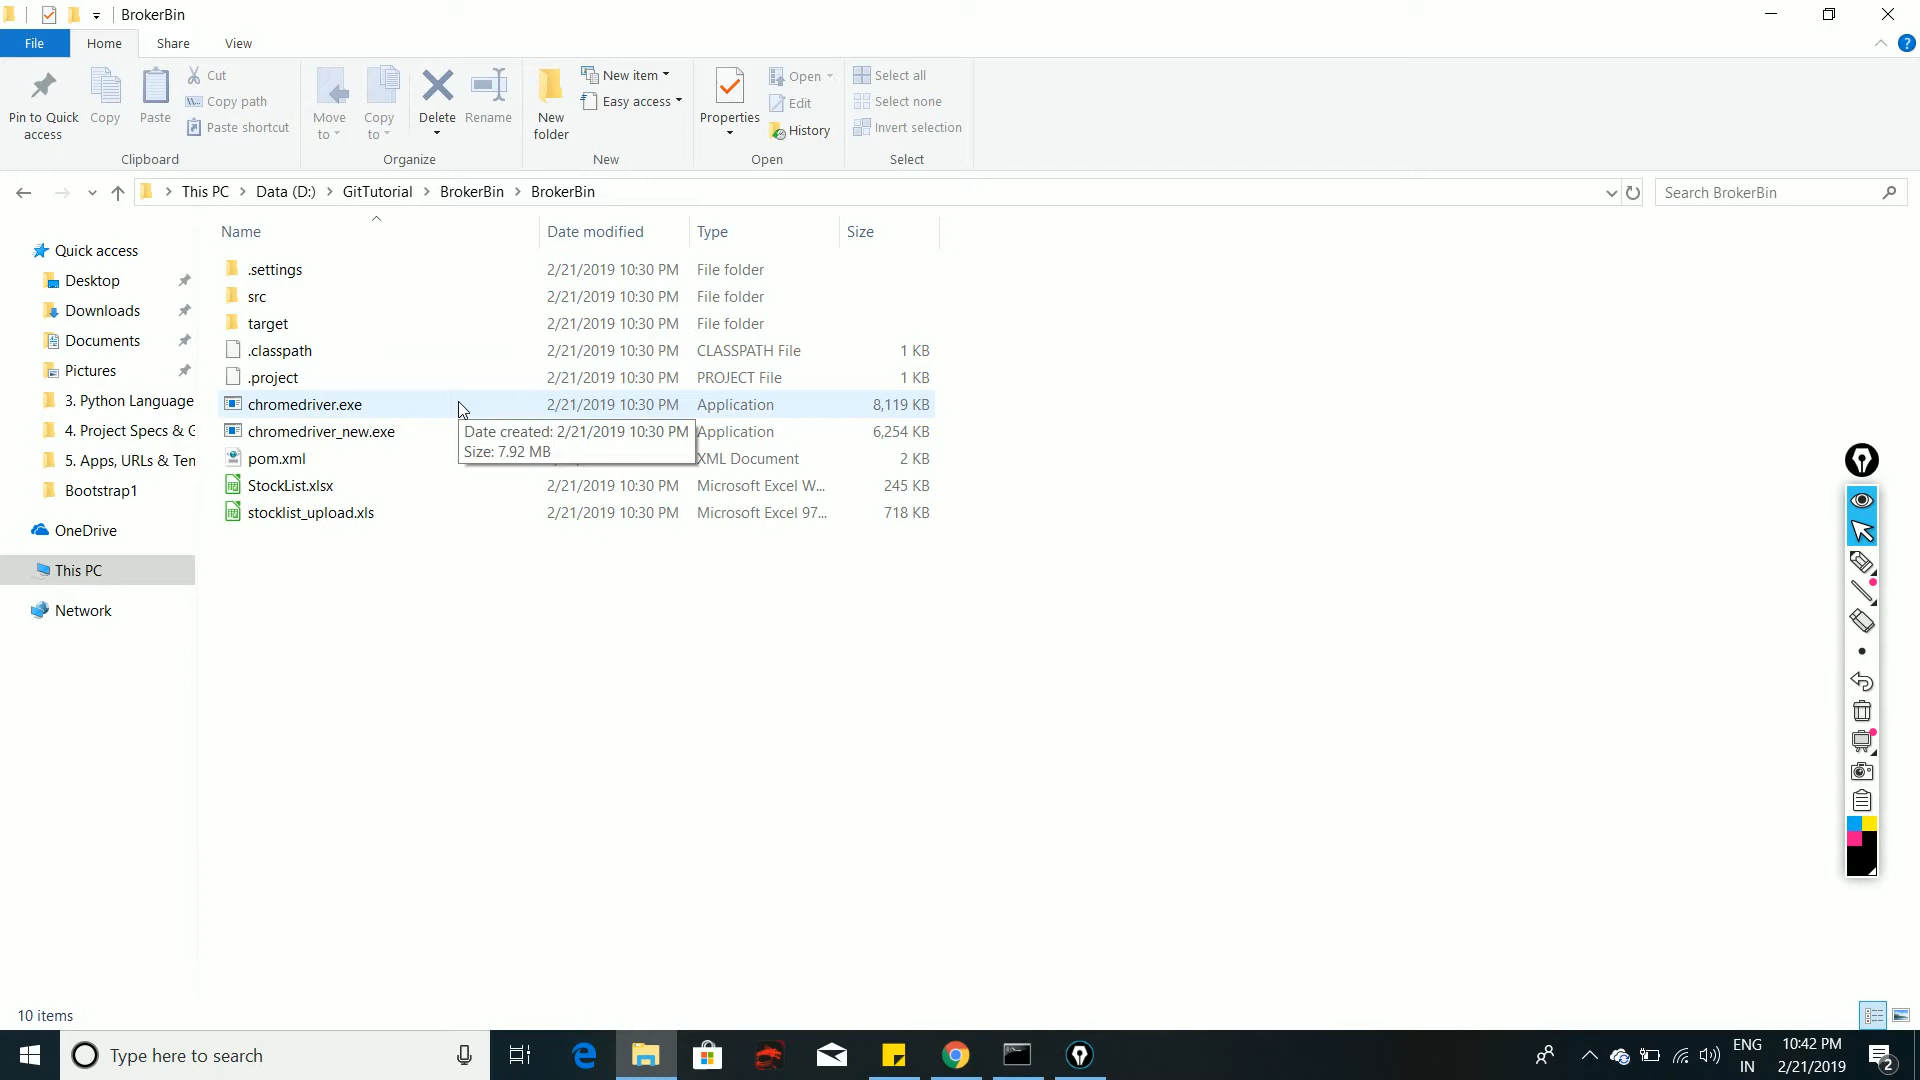 BrokerBin
File
Home
Share
View
Pin to Quick access
Copy
Paste
Cut
Copy path
Paste shortcut
Clipboard
Move to
Copy to
Delete
Rename
Organize
New folder
New item
Easy access
New
Properties
Open
Edit
History
Open
Select all
Select none
Invert selection
Select
This PC > Data (D:) > GitTutorial > BrokerBin > BrokerBin
Search BrokerBin
Name Date modified Type Size
Quick access
Desktop
Downloads
Documents
Pictures
3. Python Language
4. Project Specs & G
5. Apps, URLs & Ten
Bootstrap1
OneDrive
This PC
Network
.settings 2/21/2019 10:30 PM File folder
src 2/21/2019 10:30 PM File folder
target 2/21/2019 10:30 PM File folder
.classpath 2/21/2019 10:30 PM CLASSPATH File 1 KB
.project 2/21/2019 10:30 PM PROJECT File 1 KB
chromedriver.exe 2/21/2019 10:30 PM Application 8,119 KB
chromedriver_new.exe Application 6,254 KB
Date created: 2/21/2019 10:30 PM
Size: 7.92 MB
pom.xml XML Document 2 KB
StockList.xlsx 2/21/2019 10:30 PM Microsoft Excel W... 245 KB
stocklist_upload.xls 2/21/2019 10:30 PM Microsoft Excel 97... 718 KB
10 items
Type here to search
ENG
IN
10:42 PM
2/21/2019
2